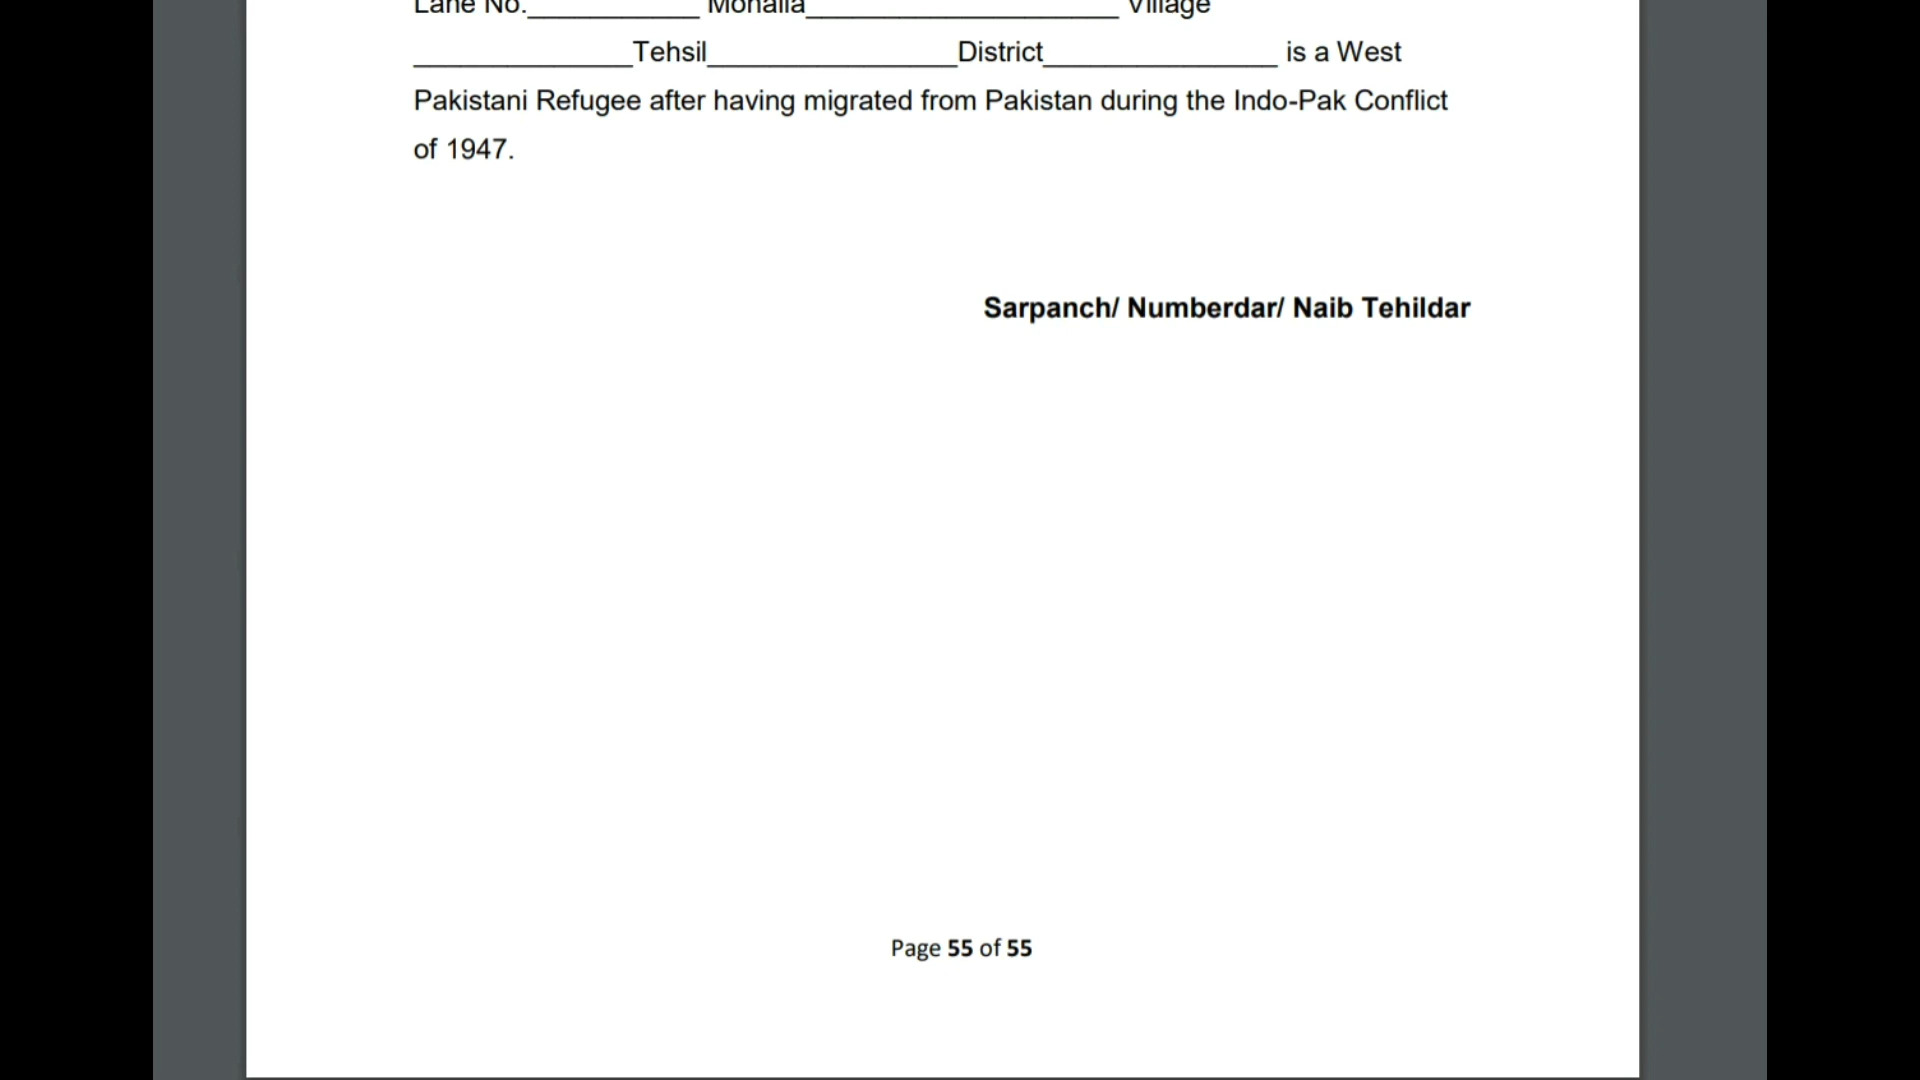 Lane No.___________ Mohalla____________________ Village
______________Tehsil________________District_______________ is a West
Pakistani Refugee after having migrated from Pakistan during the Indo-Pak Conflict
of 1947.
Sarpanch/ Numberdar/ Naib Tehildar
Page 55 of 55